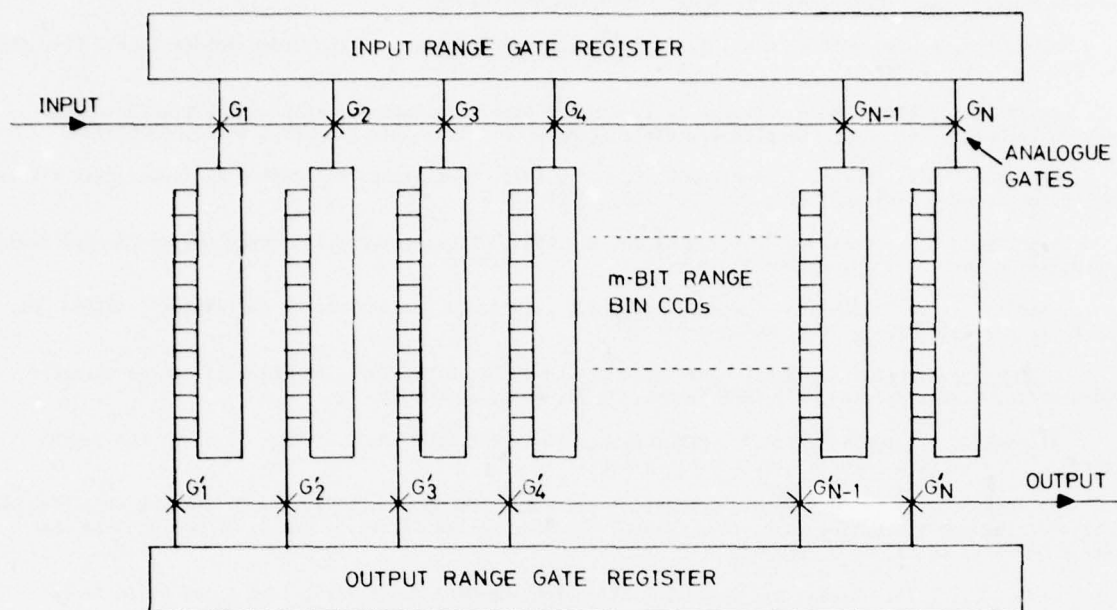 INPUT RANGE GATE REGISTER
INPUT
G1 G2 G3 G4 GN-1 GN
ANALOGUE
GATES
m-BIT RANGE
BIN CCDs
G'1 G'2 G'3 G'4 G'N-1 G'N
OUTPUT
OUTPUT RANGE GATE REGISTER